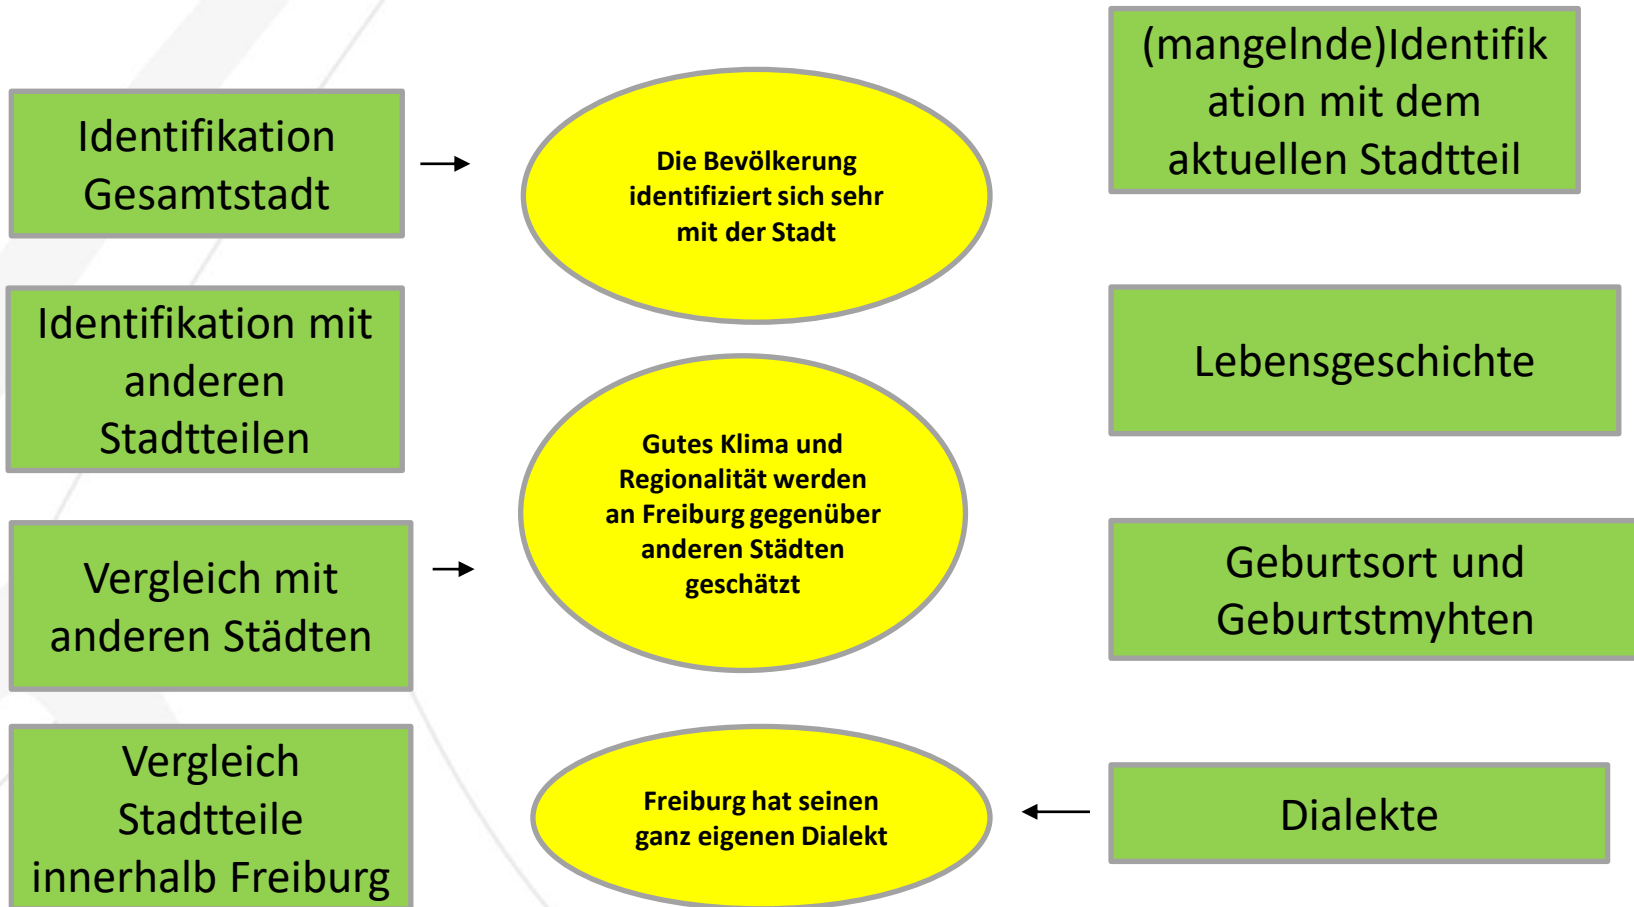 Identifikation
Gesamtstadt
Identifikation mit
anderen
Stadtteilen
Vergleich mit
anderen Städten
Vergleich
Stadtteile
innerhalb Freiburg
Die Bevölkerung
identifiziert sich sehr
mit der Stadt
Gutes Klima und
Regionalität werden
an Freiburg gegenüber
anderen Städten
geschätzt
Freiburg hat seinen
ganz eigenen Dialekt
(mangelnde)Identifik
ation mit dem
aktuellen Stadtteil
Lebensgeschichte
Geburtsort und
Geburtstmyhten
Dialekte